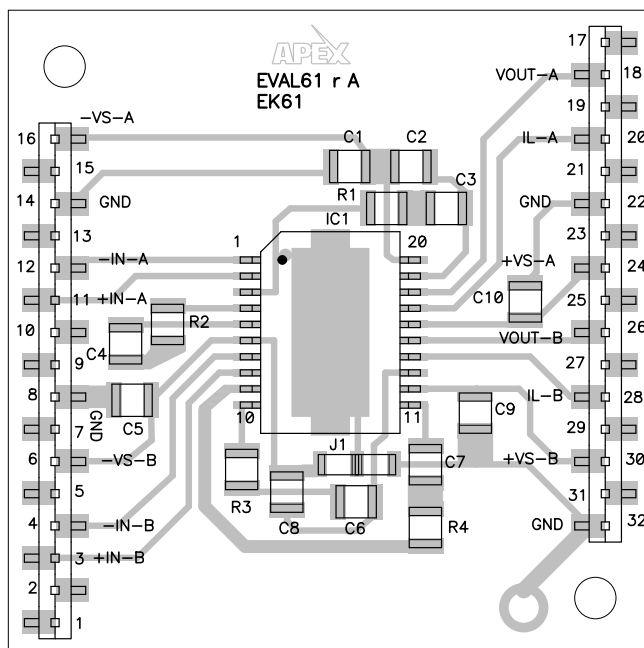 APEX
EVAL61 r A
EK61
17
VOUT-A
18
19
-VS-A
16
IL-A
20
C1
C2
15
21
R1
C3
14
GND
GND
22
IC1
13
23
1
20
+VS-A
12
-IN-A
24
11
+IN-A
C10
25
10
R2
26
VOUT-B
C4
9
27
8
GND
C5
IL-B
28
C9
7
10
11
29
J1
6
-VS-B
C7
+VS-B
30
5
R3
31
4
-IN-B
C8
C6
R4
GND
32
3
+IN-B
2
1